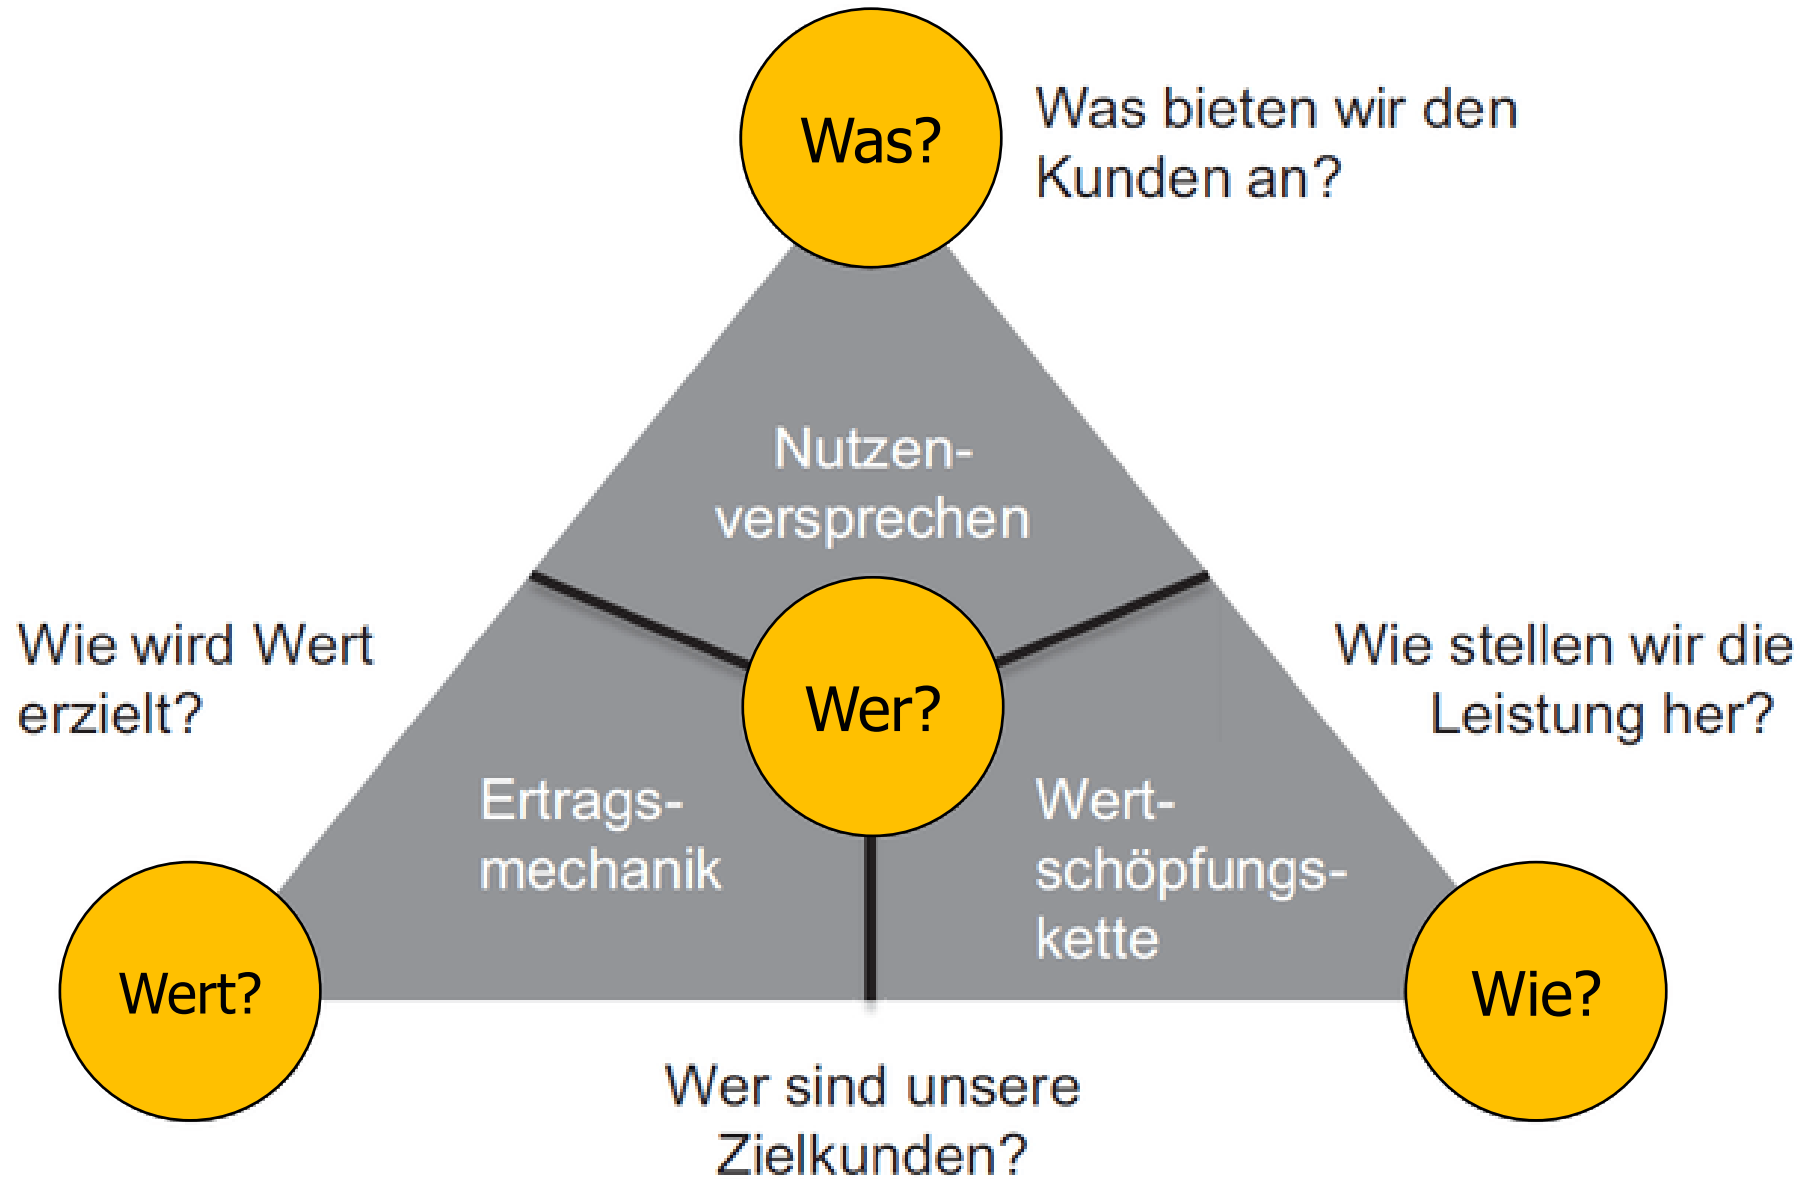 Was?
Was bieten wir den
Kunden an?
Nutzen-
versprechen
Wie wird Wert
erzielt?
Wer?
Wie stellen wir die
Leistung her?
Ertrags-
mechanik
Wert-
schöpfungs-
kette
Wert?
Wie?
Wer sind unsere
Zielkunden?